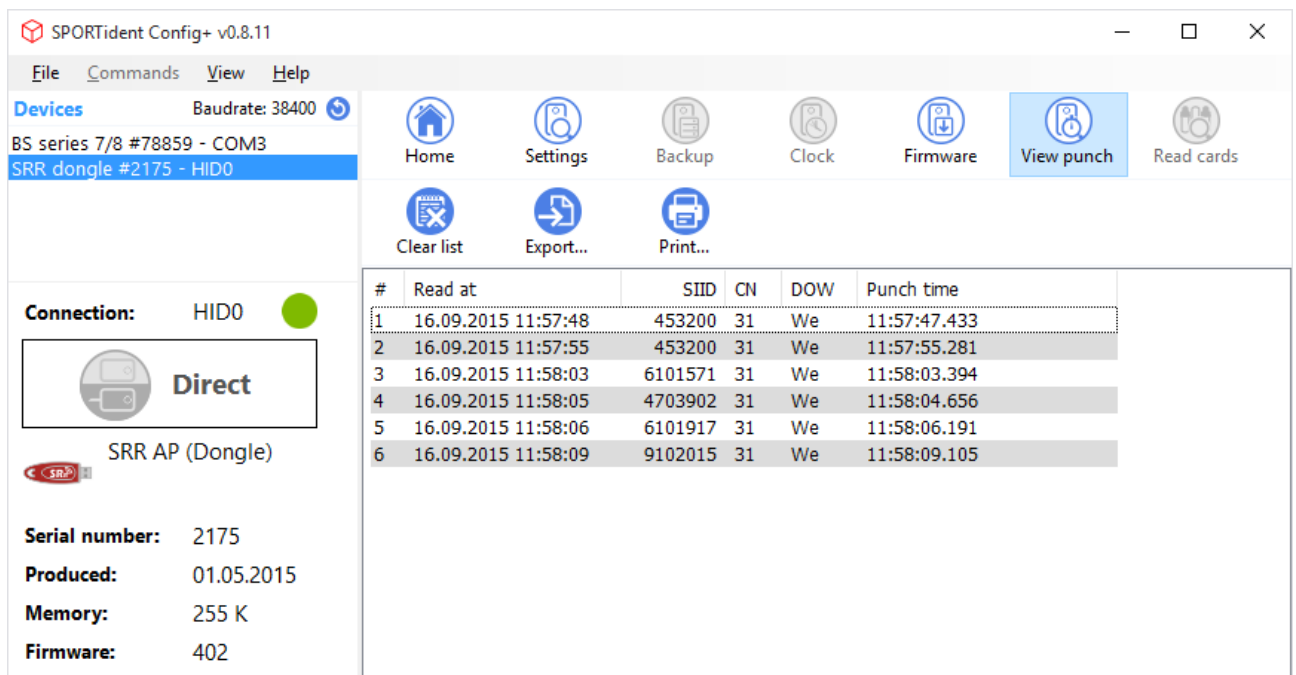 SPORTident Config+ v0.8.11
File Commands View Help
Devices Baudrate: 38400
BS series 7/8 #78859 - COM3
SRR dongle #2175 - HID0
Home Settings Backup Clock Firmware View punch Read cards
Clear list Export... Print...
Connection: HID0
Direct
SRR AP (Dongle)
SRR
Serial number: 2175
Produced: 01.05.2015
Memory: 255 K
Firmware: 402
# Read at SIID CN DOW Punch time
1 16.09.2015 11:57:48 453200 31 We 11:57:47.433
2 16.09.2015 11:57:55 453200 31 We 11:57:55.281
3 16.09.2015 11:58:03 6101571 31 We 11:58:03.394
4 16.09.2015 11:58:05 4703902 31 We 11:58:04.656
5 16.09.2015 11:58:06 6101917 31 We 11:58:06.191
6 16.09.2015 11:58:09 9102015 31 We 11:58:09.105